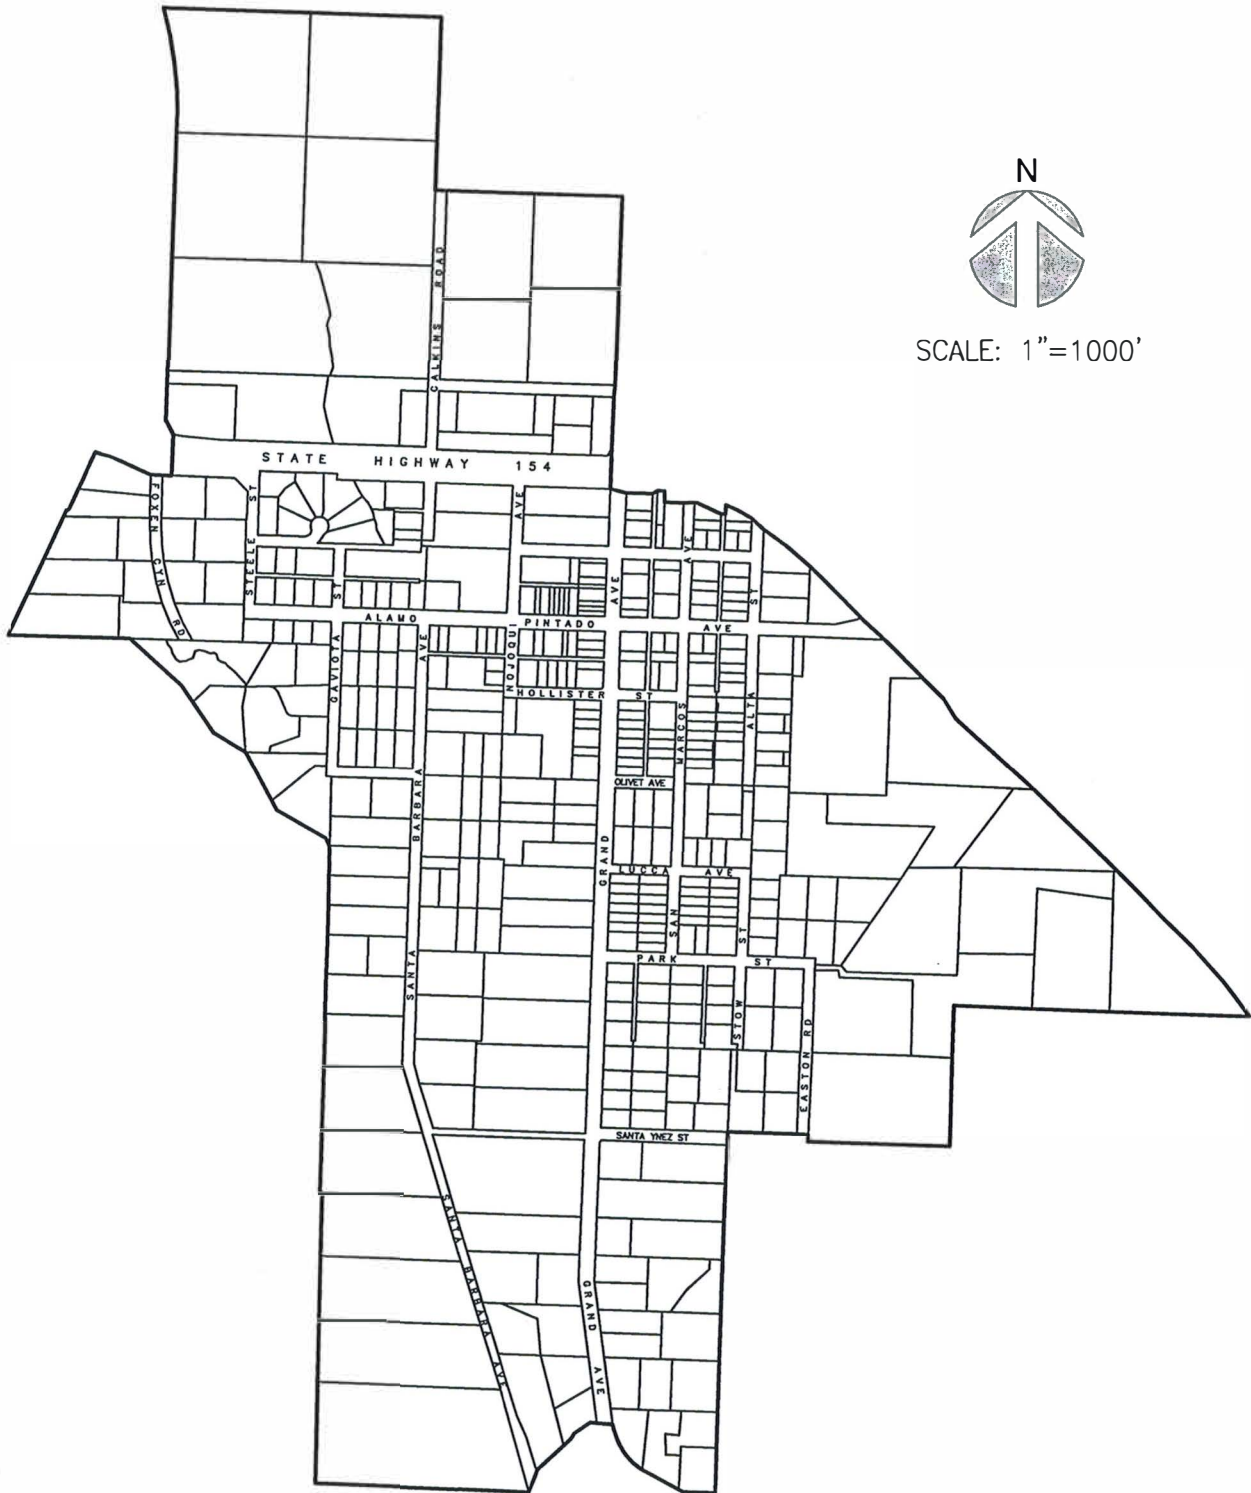 N
SCALE: 1"=1000'
CALKINS ROAD
STATE HIGHWAY 154
FOXEN CYN RD
STEELE ST
ST
AVE
AVE
AVE
ST
ALAMO PINTADO AVE
GAVIOTA
AVE
NOJOQUI
HOLLISTER ST
MARCOS
ALTA
OLIVET AVE
BARBARA
GRAND
LUCCA AVE
SAN
ST
SANTA
PARK ST
STOW
EASTON RD
SANTA YNEZ ST
SANTA BARBARA AVE
GRAND AVE